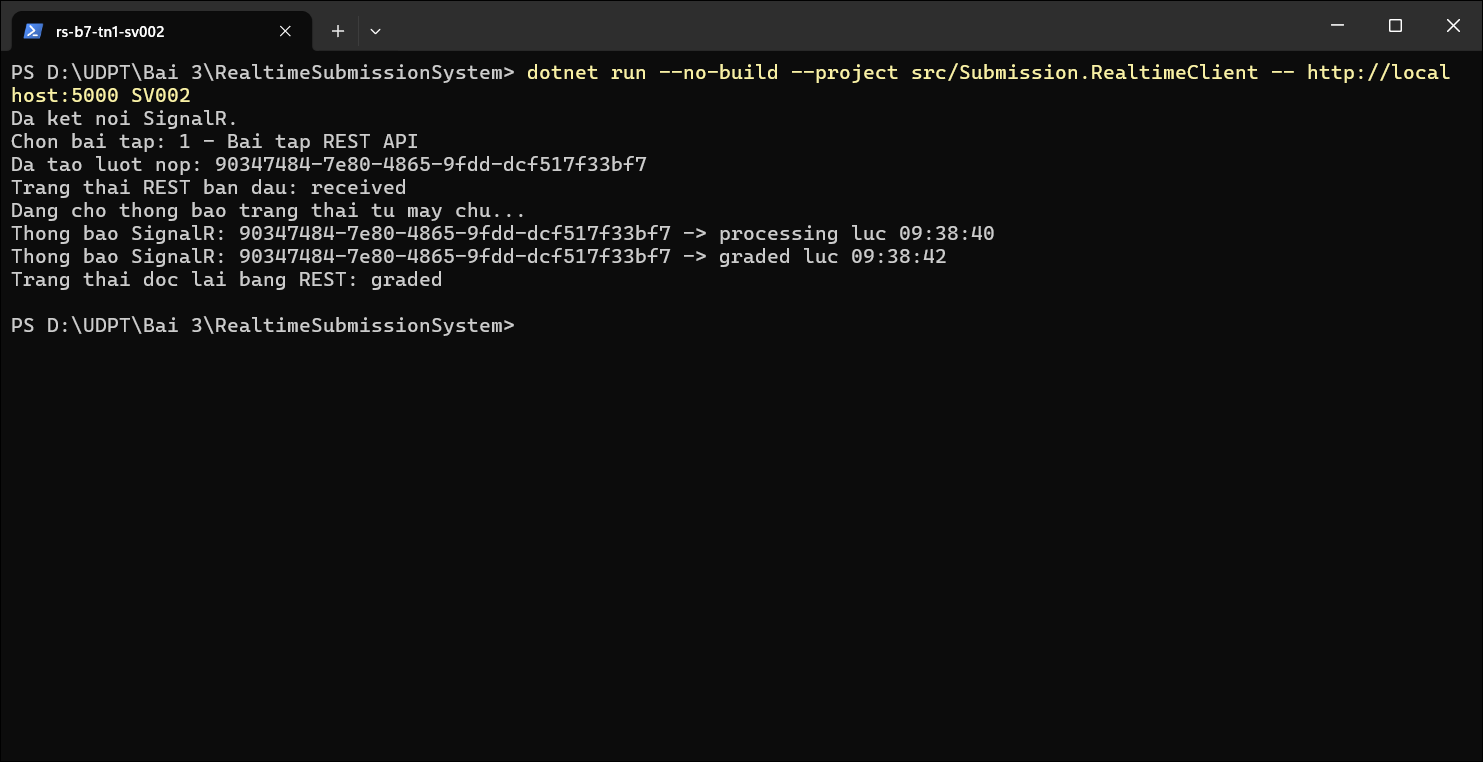 rs-b7-tn1-sv002
PS D:\UDPT\Bai 3\RealtimeSubmissionSystem> dotnet run --no-build --project src/Submission.RealtimeClient -- http://local
host:5000 SV002
Da ket noi SignalR.
Chon bai tap: 1 - Bai tap REST API
Da tao luot nop: 90347484-7e80-4865-9fdd-dcf517f33bf7
Trang thai REST ban dau: received
Dang cho thong bao trang thai tu may chu...
Thong bao SignalR: 90347484-7e80-4865-9fdd-dcf517f33bf7 -> processing luc 09:38:40
Thong bao SignalR: 90347484-7e80-4865-9fdd-dcf517f33bf7 -> graded luc 09:38:42
Trang thai doc lai bang REST: graded
PS D:\UDPT\Bai 3\RealtimeSubmissionSystem>